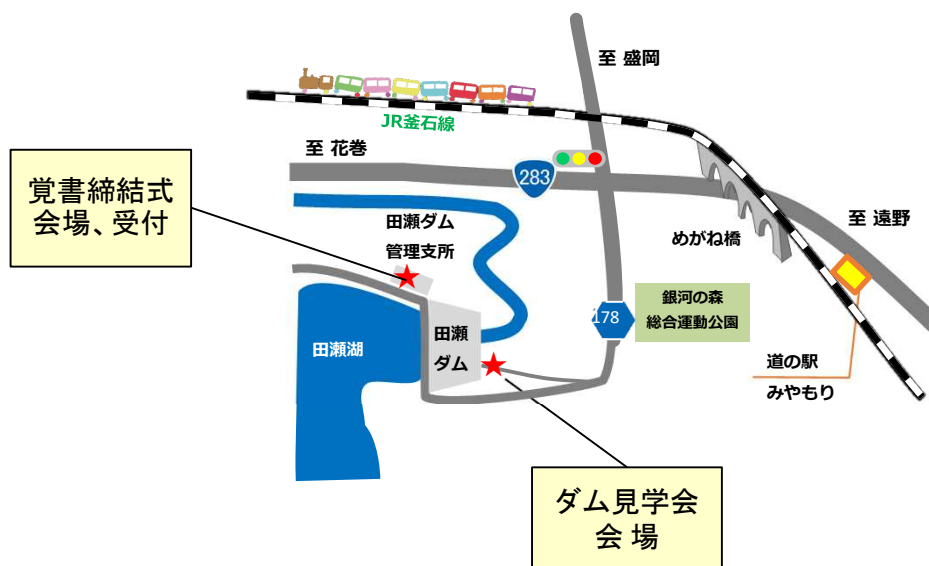 至 盛岡
JR釜石線
至 花巻
283
覚書締結式
会場、受付
田瀬ダム
管理支所
めがね橋
至 遠野
178
銀河の森
総合運動公園
田瀬湖
田瀬
ダム
道の駅
みやもり
ダム見学会
会 場